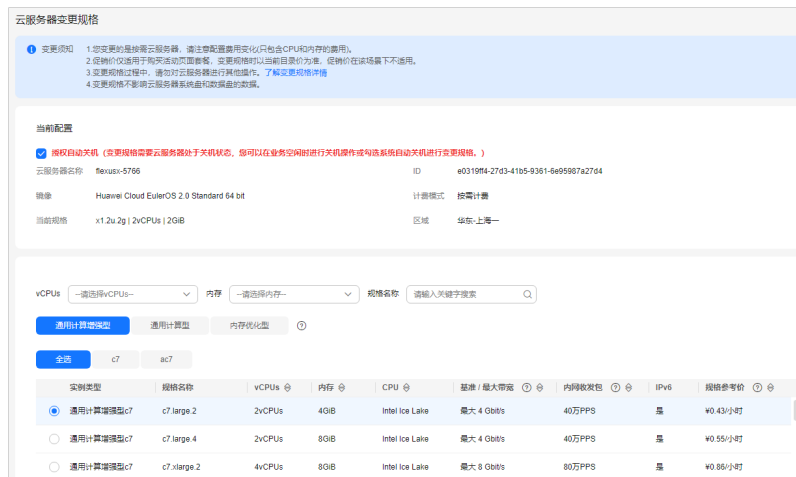 云服务器变更规格
变更须知 1.您变更的是按需云服务器，请注意配置费用变化(只包含CPU和内存的费用)。
2.促销价仅适用于购买活动页面套餐，变更规格时以当前目录价为准，促销价在该场景下不适用。
3.变更规格过程中，请勿对云服务器进行其他操作。了解变更规格详情
4.变更规格不影响云服务器系统盘和数据盘的数据。
当前配置
授权自动关机（变更规格需要云服务器处于关机状态，您可以在业务空闲时进行关机操作或勾选系统自动关机进行变更规格。）
云服务器名称 flexusx-5766 ID e0319ff4-27d3-41b5-9361-6e95987a27d4
镜像 Huawei Cloud EulerOS 2.0 Standard 64 bit 计费模式 按需计费
当前规格 x1.2u.2g | 2vCPUs | 2GiB 区域 华东-上海一
vCPUs --请选择vCPUs-- 内存 --请选择内存-- 规格名称 请输入关键字搜索
通用计算增强型 通用计算型 内存优化型
全选 c7 ac7
实例类型 规格名称 vCPUs 内存 CPU 基准 / 最大带宽 内网收发包 IPv6 规格参考价
通用计算增强型c7 c7.large.2 2vCPUs 4GiB Intel Ice Lake 最大 4 Gbit/s 40万PPS 是 ¥0.43/小时
通用计算增强型c7 c7.large.4 2vCPUs 8GiB Intel Ice Lake 最大 4 Gbit/s 40万PPS 是 ¥0.55/小时
通用计算增强型c7 c7.xlarge.2 4vCPUs 8GiB Intel Ice Lake 最大 8 Gbit/s 80万PPS 是 ¥0.86/小时